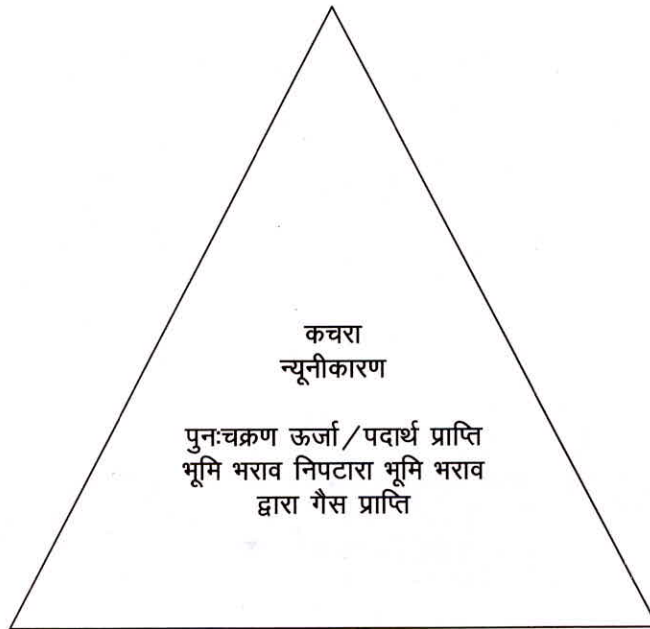 कचरा
न्यूनीकारण
पुनःचक्रण ऊर्जा/पदार्थ प्राप्ति
भूमि भराव निपटारा भूमि भराव
द्वारा गैस प्राप्ति